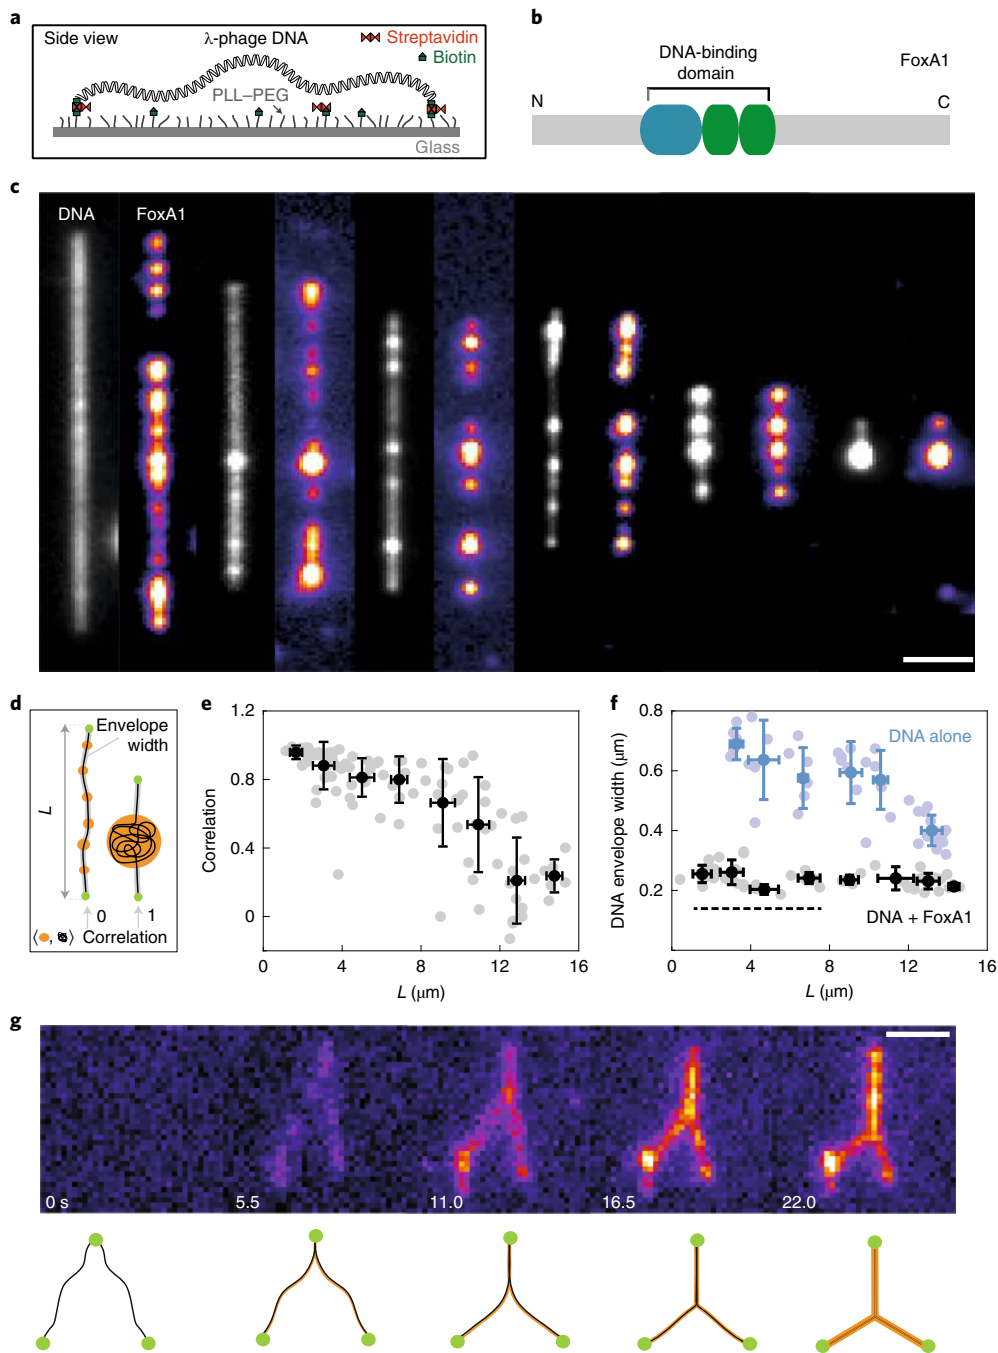 a
Side view
λ-phage DNA
Streptavidin
Biotin
PLL–PEG
Glass
b
DNA-binding
domain
FoxA1
N
C
c
DNA
FoxA1
d
Envelope
width
L
0
1
⟨ , ⟩ Correlation
e
1.2
0.8
0.4
0
Correlation
0
4
8
12
16
L (μm)
f
0.8
0.6
0.4
0.2
DNA envelope width (μm)
DNA alone
DNA + FoxA1
0
4
8
12
16
L (μm)
g
0 s
5.5
11.0
16.5
22.0